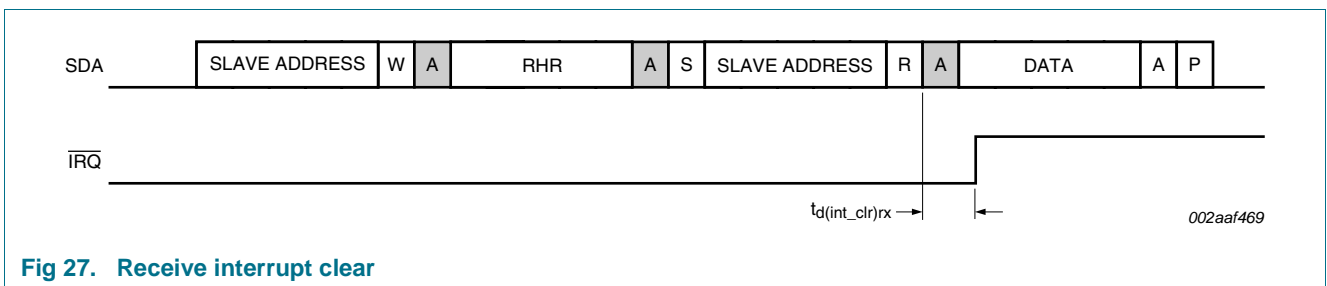 SDA SLAVE ADDRESS W A RHR A S SLAVE ADDRESS R A DATA A P
IRQ
td(int_clr)rx
002aaf469
Fig 27. Receive interrupt clear